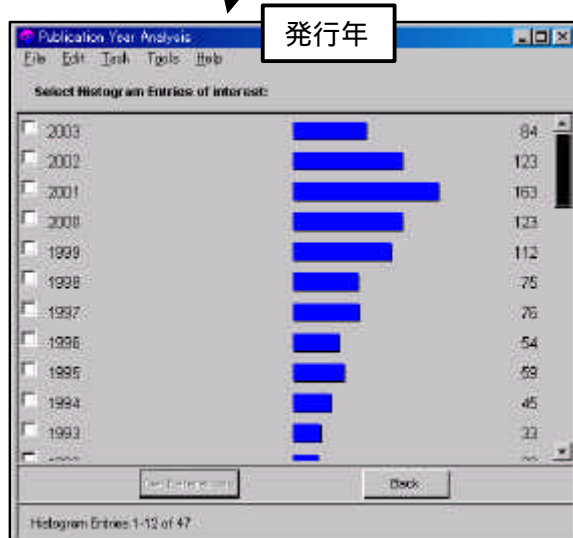 発行年
Publication Year Analysis
File Edit Task Tools Help
Select Histogram Entries of interest:
2003 84
2002 123
2001 163
2000 123
1999 112
1998 75
1997 76
1996 54
1995 59
1994 45
1993 33
Back
Histogram Entries 1-12 of 47